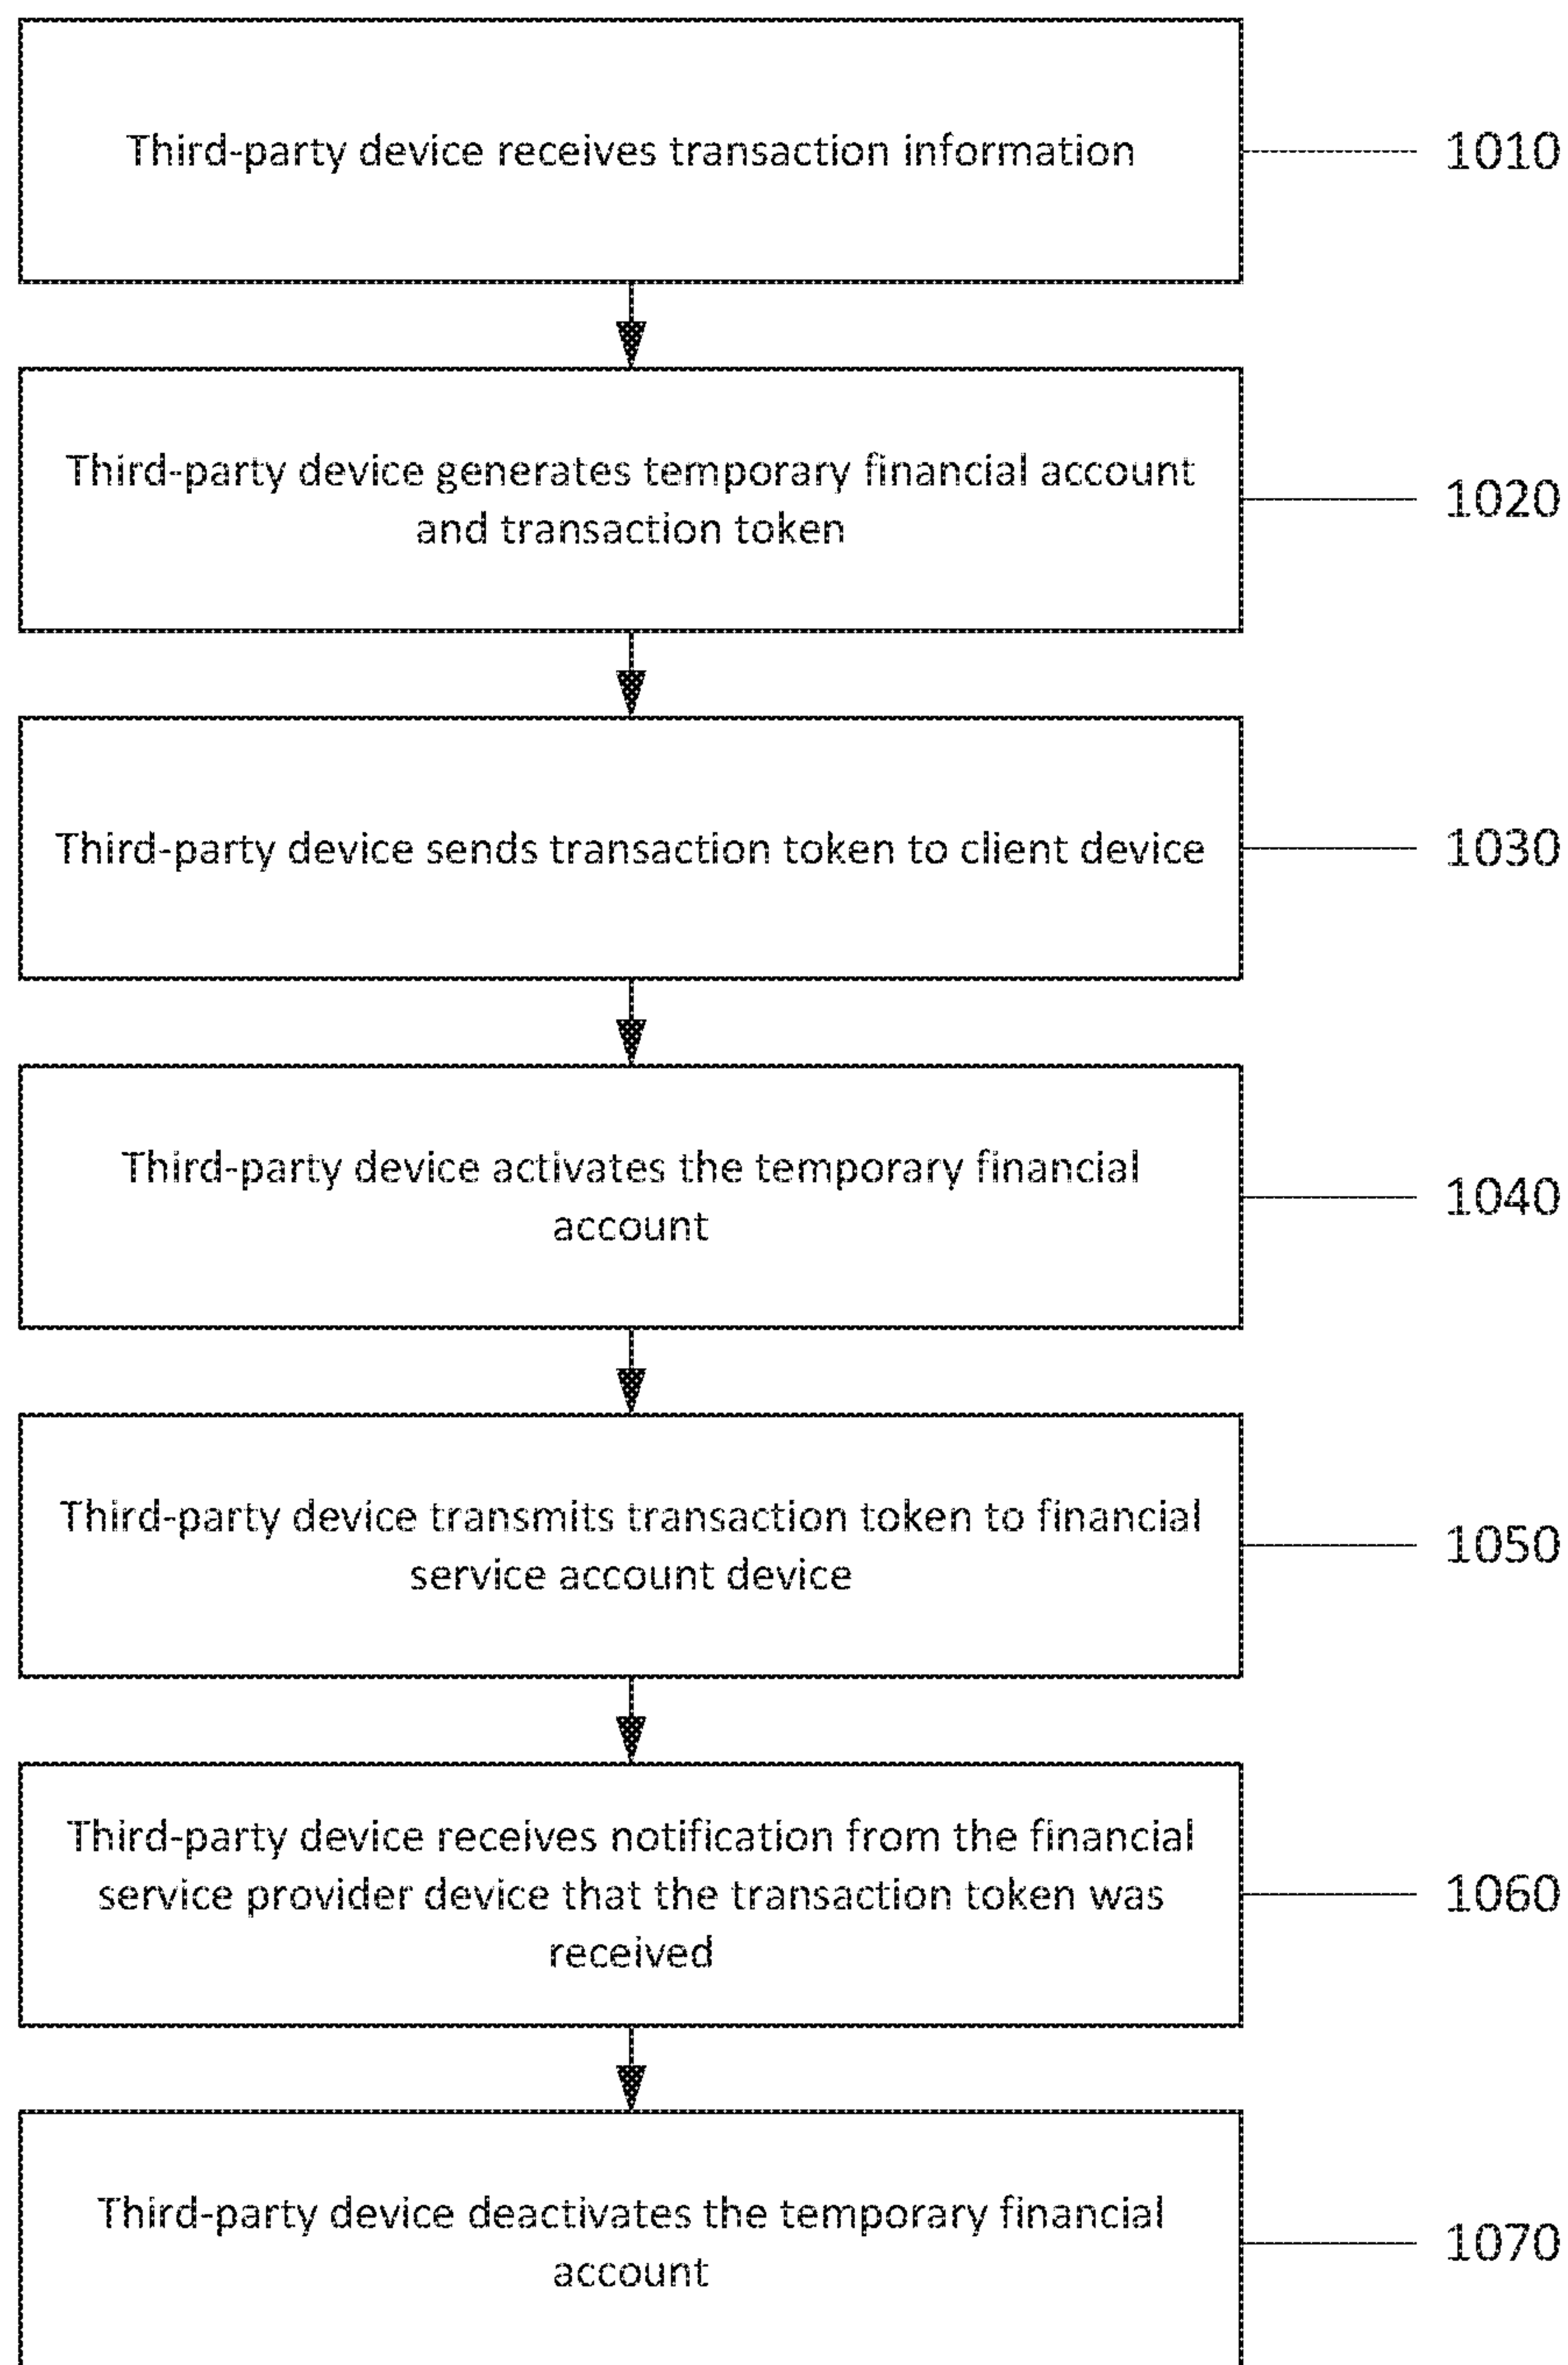 Third-party device receives transaction information
1010
Third-party device generates temporary financial account
and transaction token
1020
Third-party device sends transaction token to client device
1030
Third-party device activates the temporary financial
account
1040
Third-party device transmits transaction token to financial
service account device
1050
Third-party device receives notification from the financial
service provider device that the transaction token was
received
1060
Third-party device deactivates the temporary financial
account
1070